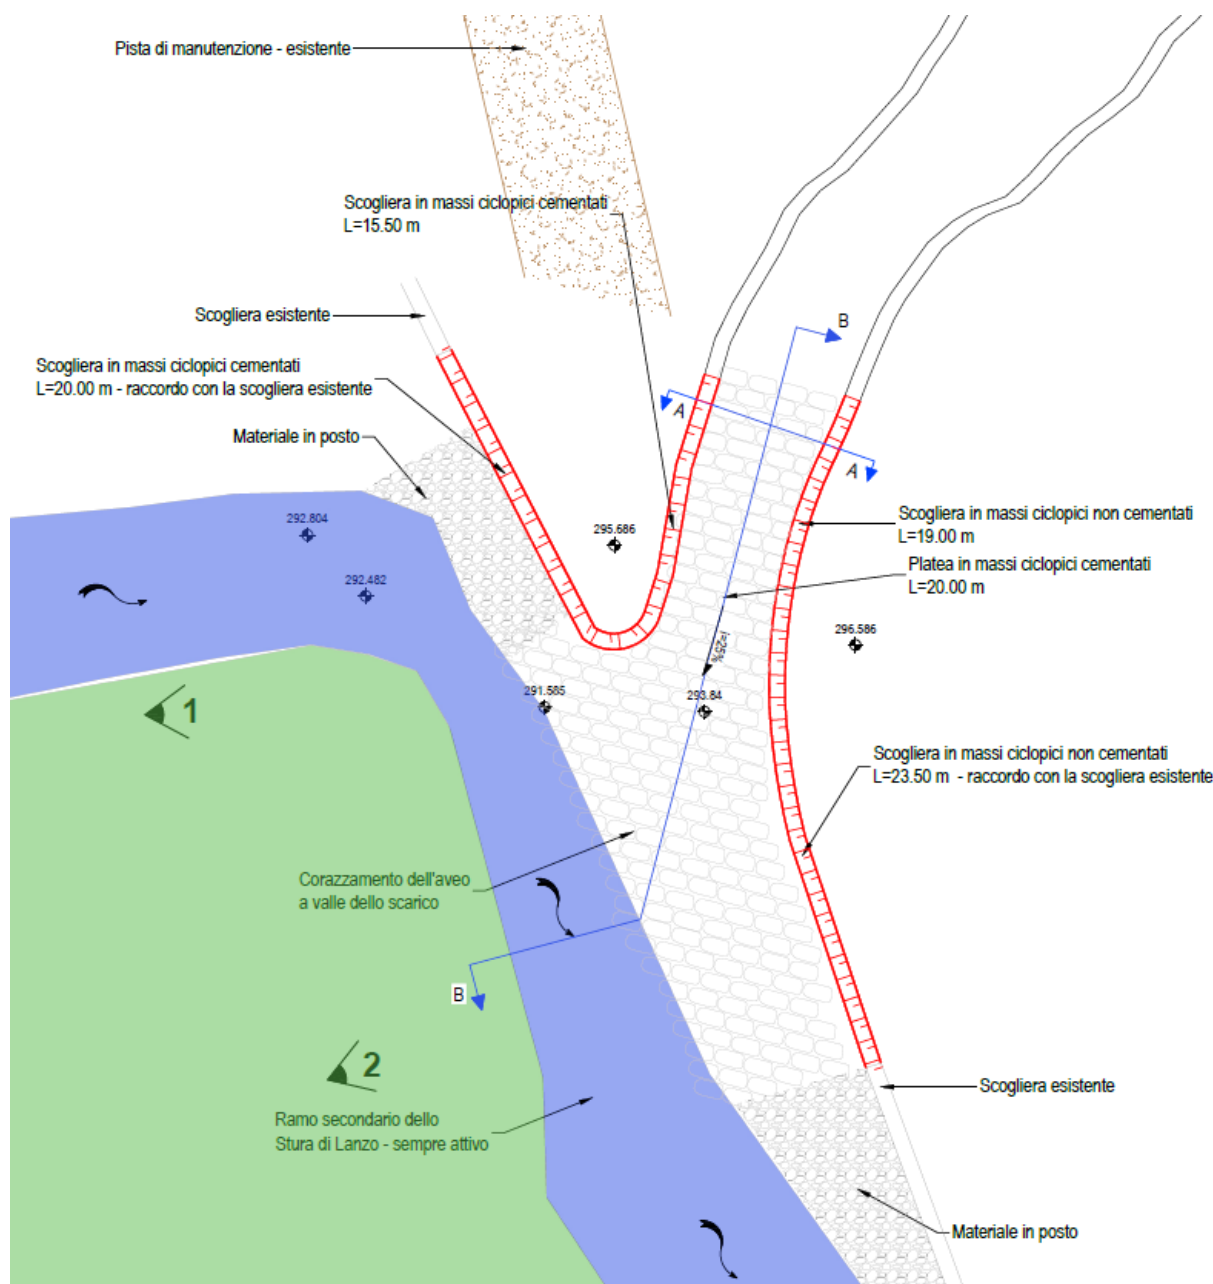 Pista di manutenzione - esistente
Scogliera in massi ciclopici cementati
L=15.50 m
Scogliera esistente
B
Scogliera in massi ciclopici cementati
L=20.00 m - raccordo con la scogliera esistente
A
Materiale in posto
A
292.804
295.686
Scogliera in massi ciclopici non cementati
L=19.00 m
Platea in massi ciclopici cementati
L=20.00 m
292.482
296.586
i=25%
291.585
293.84
1
Scogliera in massi ciclopici non cementati
L=23.50 m - raccordo con la scogliera esistente
Corazzamento dell'aveo
a valle dello scarico
B
2
Scogliera esistente
Ramo secondario dello
Stura di Lanzo - sempre attivo
Materiale in posto